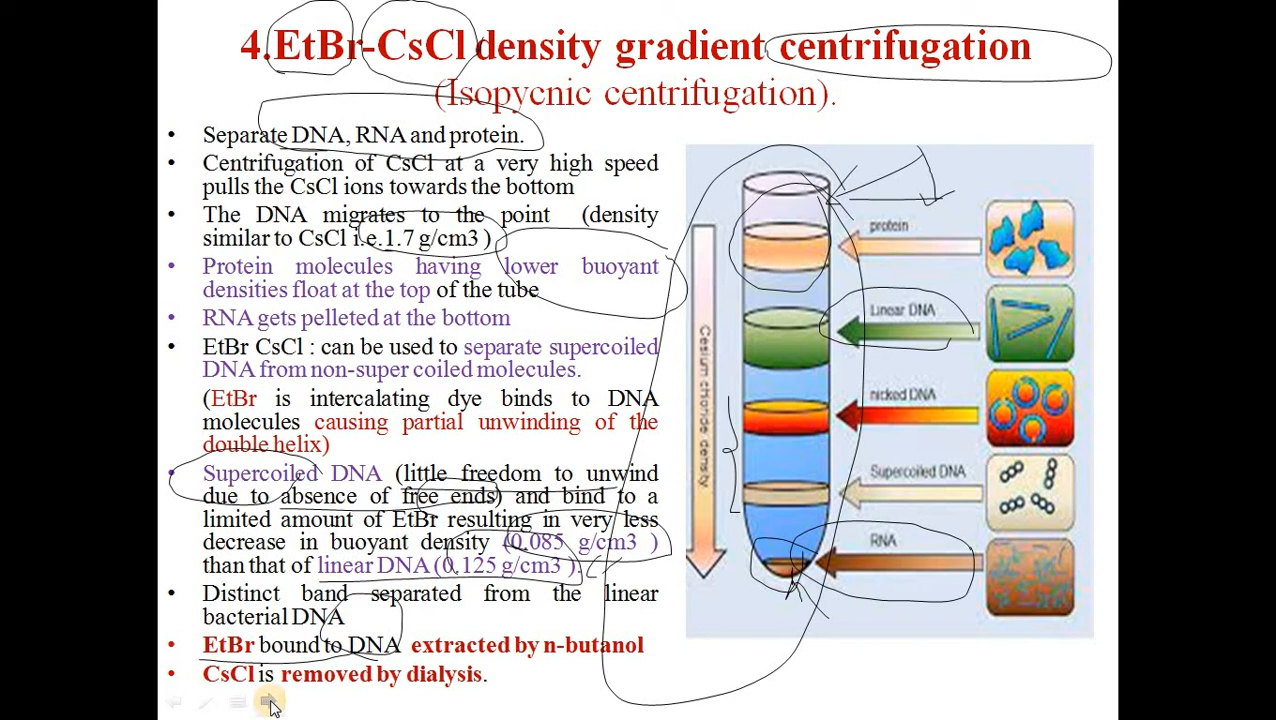 4.EtBr-CsCl density gradient centrifugation
(Isopycnic centrifugation).
• Separate DNA, RNA and protein.
• Centrifugation of CsCl at a very high speed
pulls the CsCl ions towards the bottom
• The DNA migrates to the point (density
similar to CsCl i.e.1.7 g/cm3 )
• Protein molecules having lower buoyant
densities float at the top of the tube
• RNA gets pelleted at the bottom
• EtBr CsCl : can be used to separate supercoiled
DNA from non-super coiled molecules.
(EtBr is intercalating dye binds to DNA
molecules causing partial unwinding of the
double helix)
• Supercoiled DNA (little freedom to unwind
due to absence of free ends) and bind to a
limited amount of EtBr resulting in very less
decrease in buoyant density (0.085 g/cm3 )
than that of linear DNA (0.125 g/cm3 ).
• Distinct band separated from the linear
bacterial DNA
• EtBr bound to DNA extracted by n-butanol
• CsCl is removed by dialysis.
protein
Linear DNA
nicked DNA
Supercoiled DNA
RNA
Cesium chloride density